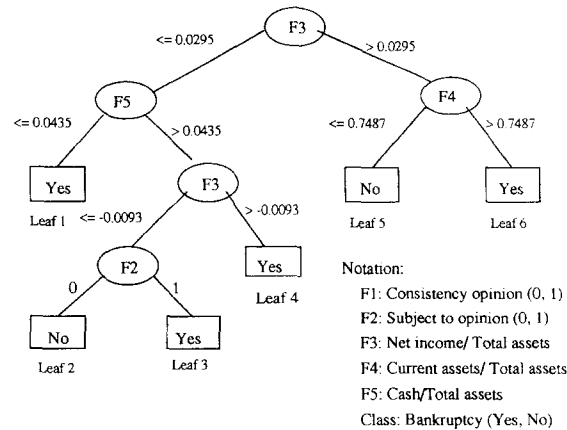 F3
<= 0.0295
> 0.0295
F5
F4
<= 0.0435
> 0.0435
<= 0.7487
> 0.7487
Yes
F3
No
Yes
Leaf 1
<= -0.0093
> -0.0093
Leaf 5
Leaf 6
F2
Yes
0
1
Leaf 4
No
Yes
Leaf 2
Leaf 3
Notation:
F1: Consistency opinion (0, 1)
F2: Subject to opinion (0, 1)
F3: Net income/ Total assets
F4: Current assets/ Total assets
F5: Cash/Total assets
Class: Bankruptcy (Yes, No)